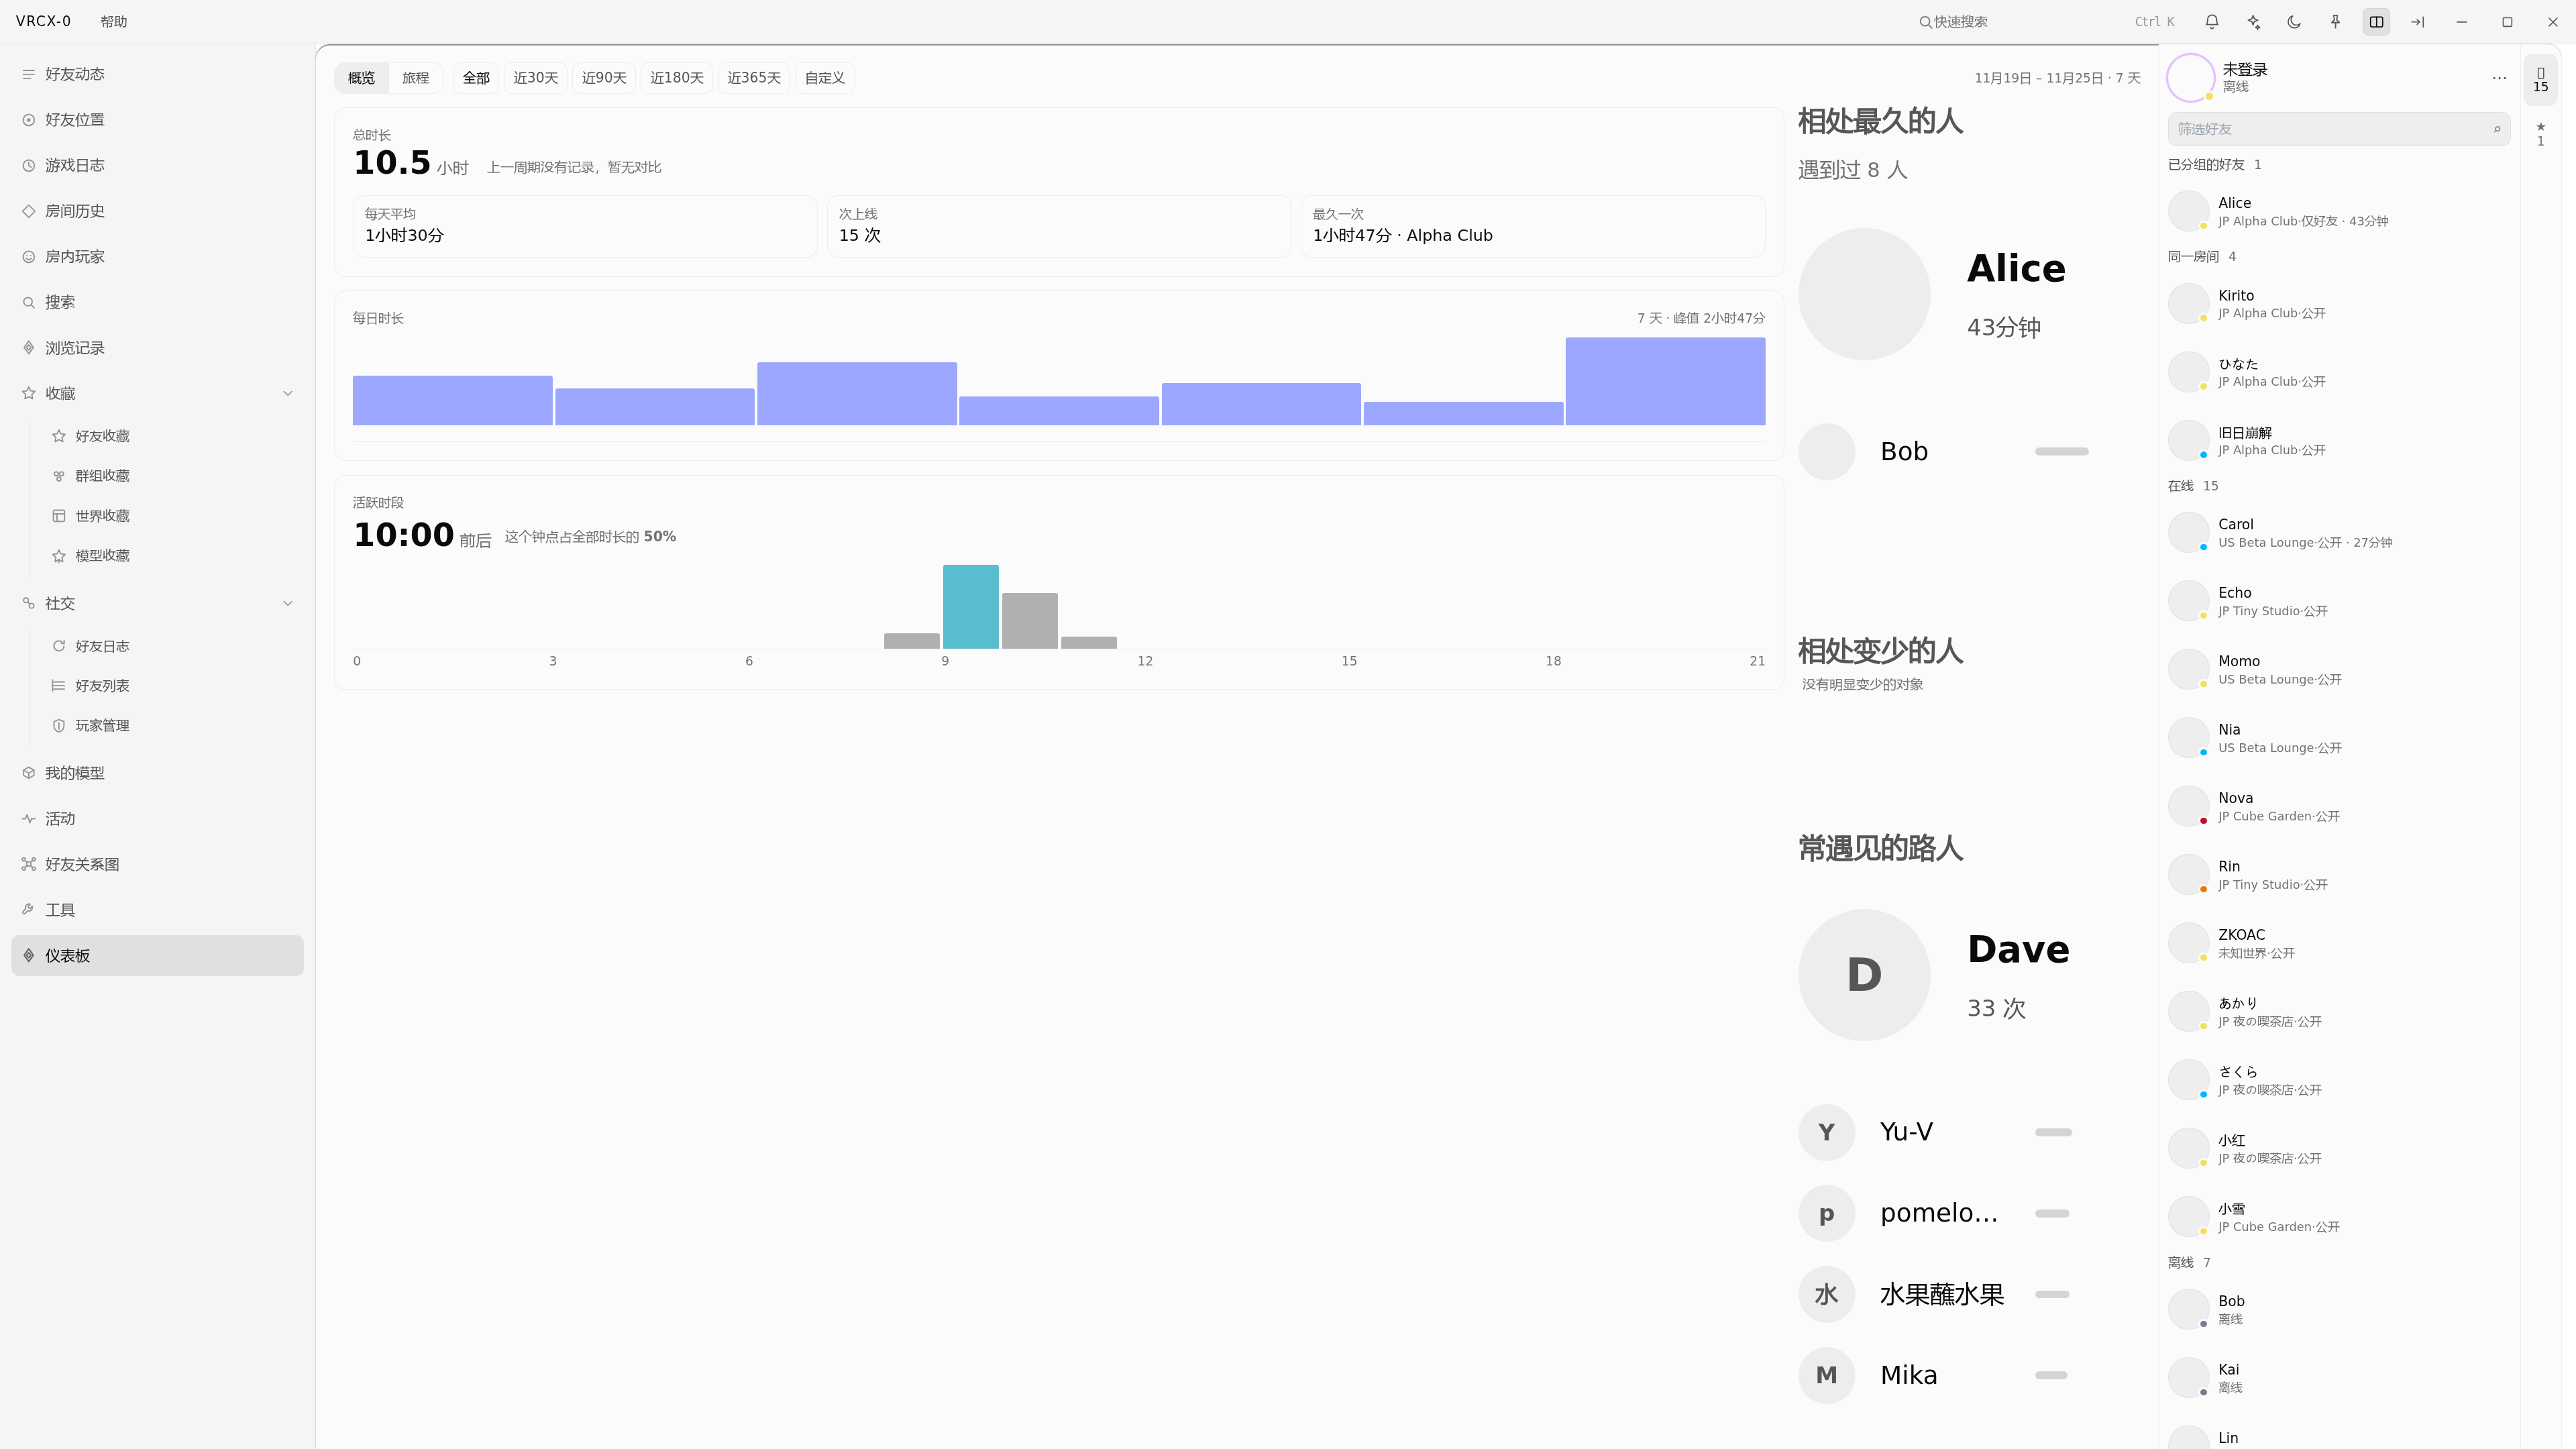 VRCX-0 帮助 快速搜索 Ctrl K
好友动态
好友位置
游戏日志
房间历史
房内玩家
搜索
浏览记录
收藏
好友收藏
群组收藏
世界收藏
模型收藏
社交
好友日志
好友列表
玩家管理
我的模型
活动
好友关系图
工具
仪表板
概览 旅程 全部 近30天 近90天 近180天 近365天 自定义 11月19日 – 11月25日 · 7 天
总时长
10.5 小时 上一周期没有记录，暂无对比
每天平均
1小时30分
次上线
15 次
最久一次
1小时47分 · Alpha Club
每日时长 7 天 · 峰值 2小时47分
活跃时段
10:00 前后 这个钟点占全部时长的 50%
0 3 6 9 12 15 18 21
相处最久的人
遇到过 8 人
Alice
43分钟
Bob
相处变少的人
没有明显变少的对象
常遇见的路人
D
Dave
33 次
Y Yu-V
p pomelo...
水 水果蘸水果
M Mika
未登录
离线
...
筛选好友
15
★
1
已分组的好友 1
Alice
JP Alpha Club·仅好友 · 43分钟
同一房间 4
Kirito
JP Alpha Club·公开
ひなた
JP Alpha Club·公开
旧日崩解
JP Alpha Club·公开
在线 15
Carol
US Beta Lounge·公开 · 27分钟
Echo
JP Tiny Studio·公开
Momo
US Beta Lounge·公开
Nia
US Beta Lounge·公开
Nova
JP Cube Garden·公开
Rin
JP Tiny Studio·公开
ZKOAC
未知世界·公开
あかり
JP 夜の喫茶店·公开
さくら
JP 夜の喫茶店·公开
小红
JP 夜の喫茶店·公开
小雪
JP Cube Garden·公开
离线 7
Bob
离线
Kai
离线
Lin